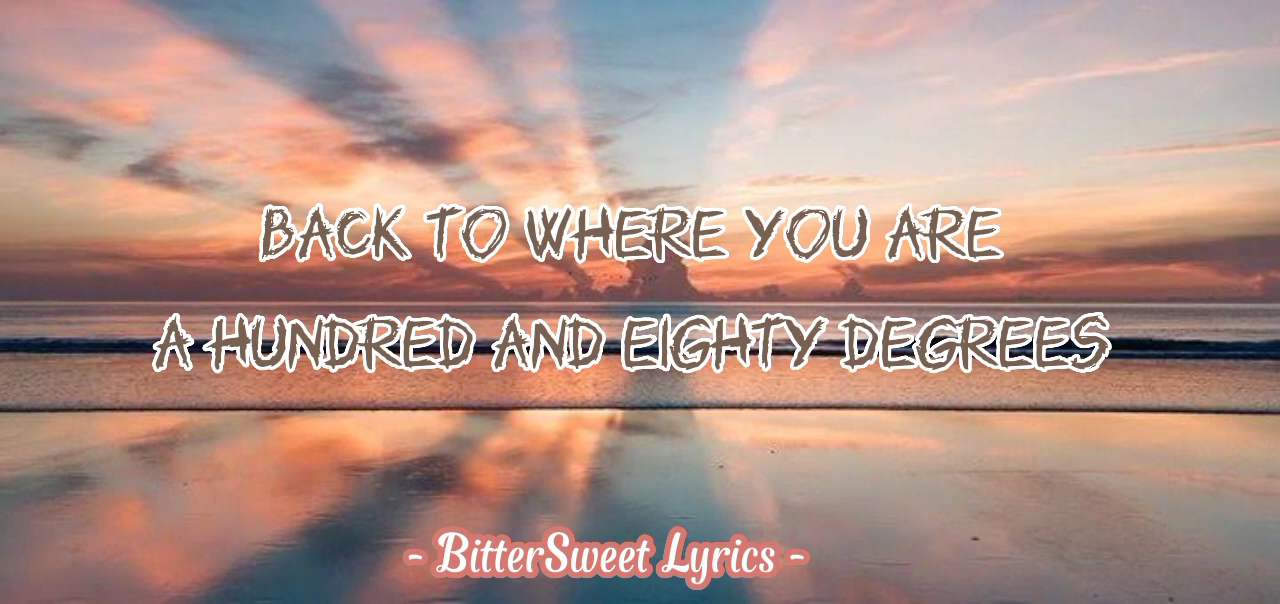 BACK TO WHERE YOU ARE
A HUNDRED AND EIGHTY DEGREES
- BitterSweet Lyrics -